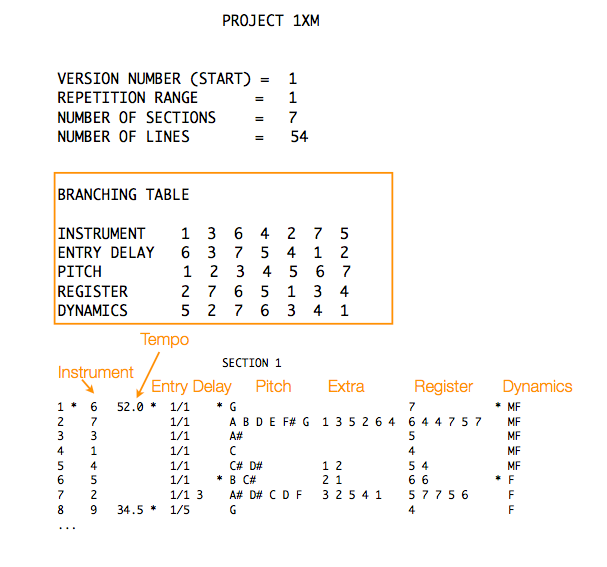 PROJECT 1XM
VERSION NUMBER (START) = 1
REPETITION RANGE = 1
NUMBER OF SECTIONS = 7
NUMBER OF LINES = 54
BRANCHING TABLE
INSTRUMENT 1 3 6 4 2 7 5
ENTRY DELAY 6 3 7 5 4 1 2
PITCH 1 2 3 4 5 6 7
REGISTER 2 7 6 5 1 3 4
DYNAMICS 5 2 7 6 3 4 1
Tempo
SECTION 1
Instrument Entry Delay Pitch Extra Register Dynamics
1 * 6 52.0 * 1/1 * G 7 * MF
2 7 1/1 A B D E F# G 1 3 5 2 6 4 6 4 4 7 5 7 MF
3 3 1/1 A# 5 MF
4 1 1/1 C 4 MF
5 4 1/1 C# D# 1 2 5 4 MF
6 5 1/1 * B C# 2 1 6 6 * F
7 2 1/1 3 A# D# C D F 3 2 5 4 1 5 7 7 5 6 F
8 9 34.5 * 1/5 G 4 F
...